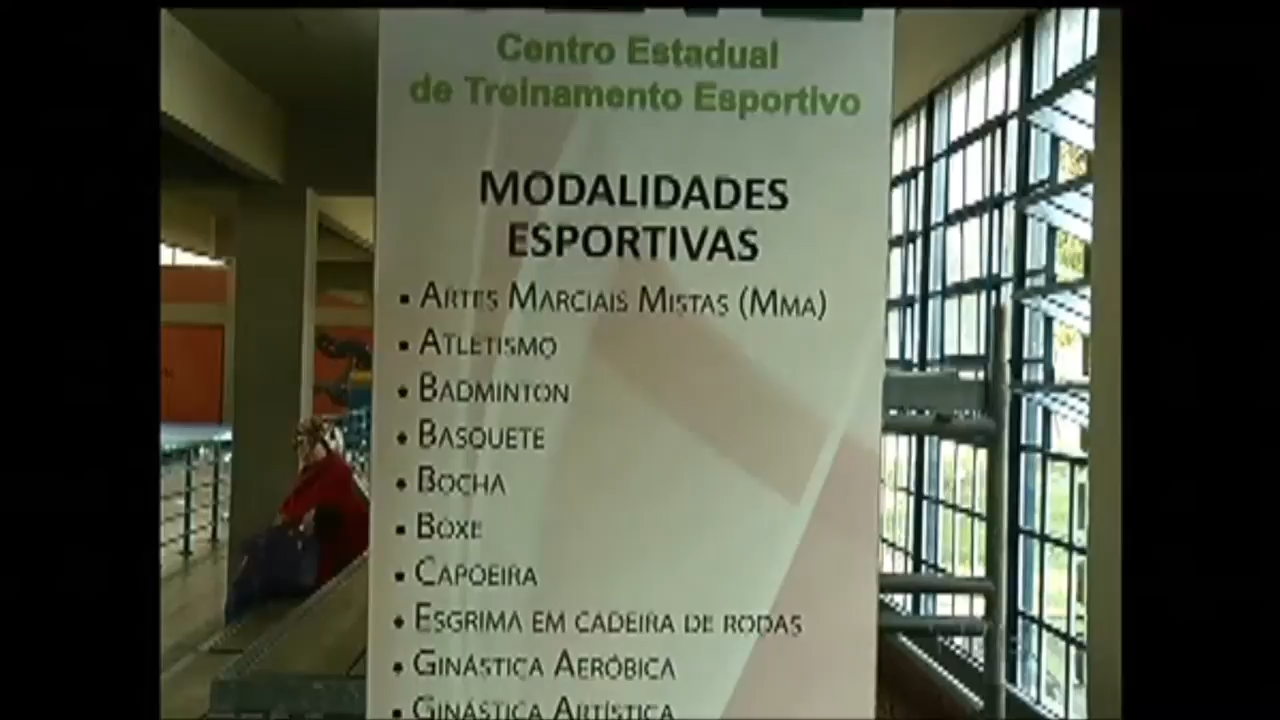 Centro Estadual
de Treinamento Esportivo
MODALIDADES
ESPORTIVAS
• ARTES MARCIAIS MISTAS (MMA)
• ATLETISMO
• BADMINTON
• BASQUETE
• BOCHA
• BOXE
• CAPOEIRA
• ESGRIMA EM CADEIRA DE RODAS
• GINÁSTICA AERÓBICA
• GINÁSTICA ARTÍSTICA